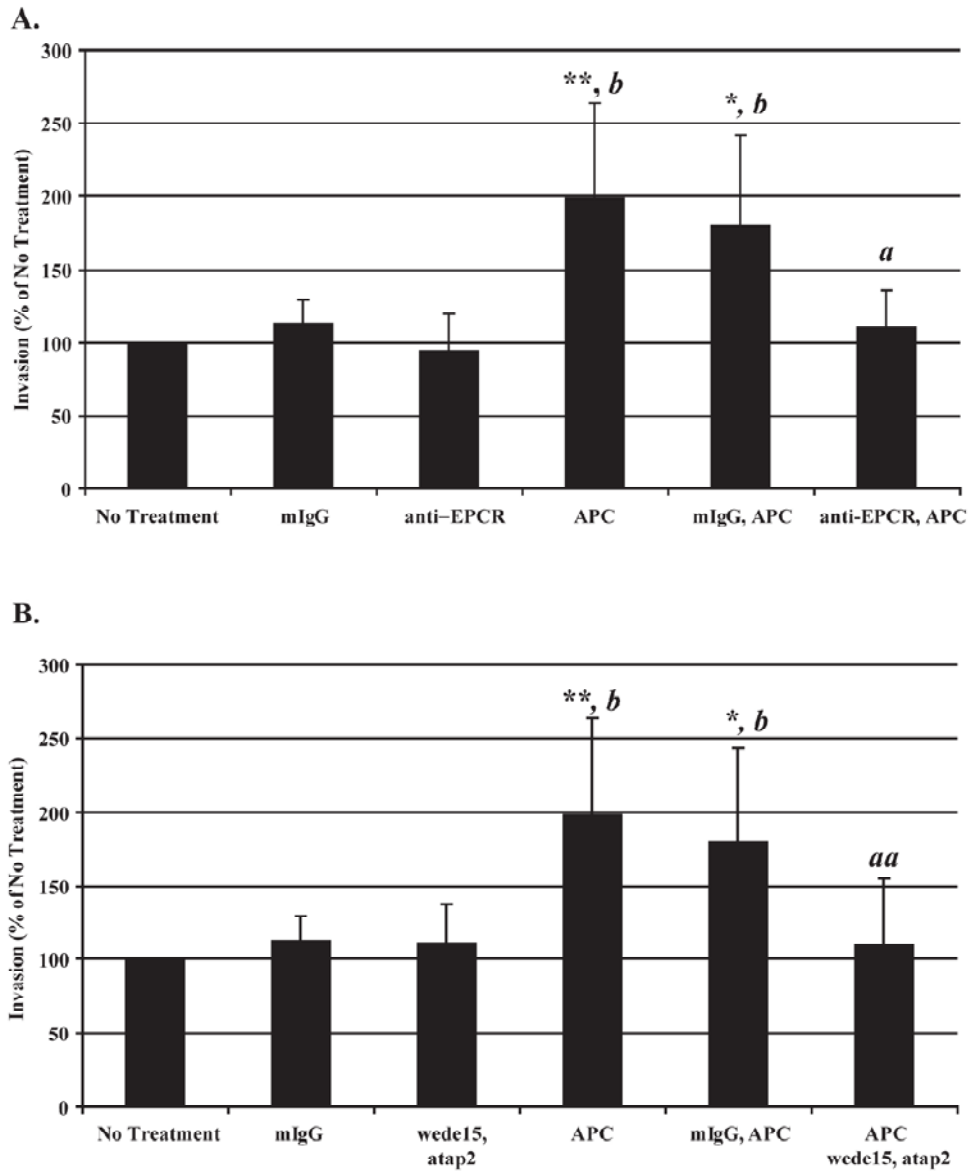 A.
300
250
200
150
100
50
0
Invasion (% of No Treatment)
**, b
*, b
a
No Treatment mIgG anti-EPCR APC mIgG, APC anti-EPCR, APC
B.
300
250
200
150
100
50
0
Invasion (% of No Treatment)
**, b
*, b
aa
No Treatment mIgG wede15, APC mIgG, APC APC
atap2 wede15, atap2